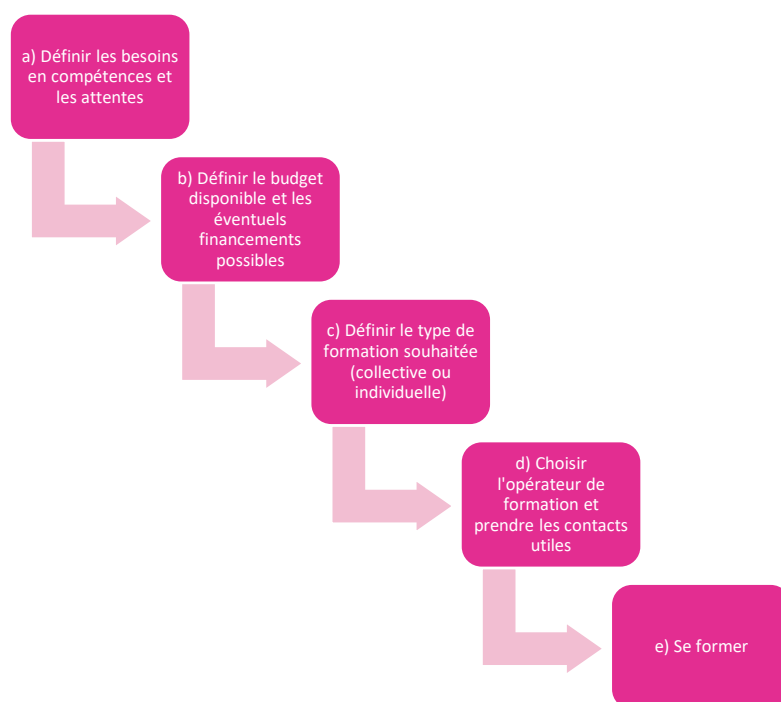 a) Définir les besoins
en compétences et
les attentes
b) Définir le budget
disponible et les
éventuels
financements
possibles
c) Définir le type de
formation souhaitée
(collective ou
individuelle)
d) Choisir
l'opérateur de
formation et
prendre les contacts
utiles
e) Se former